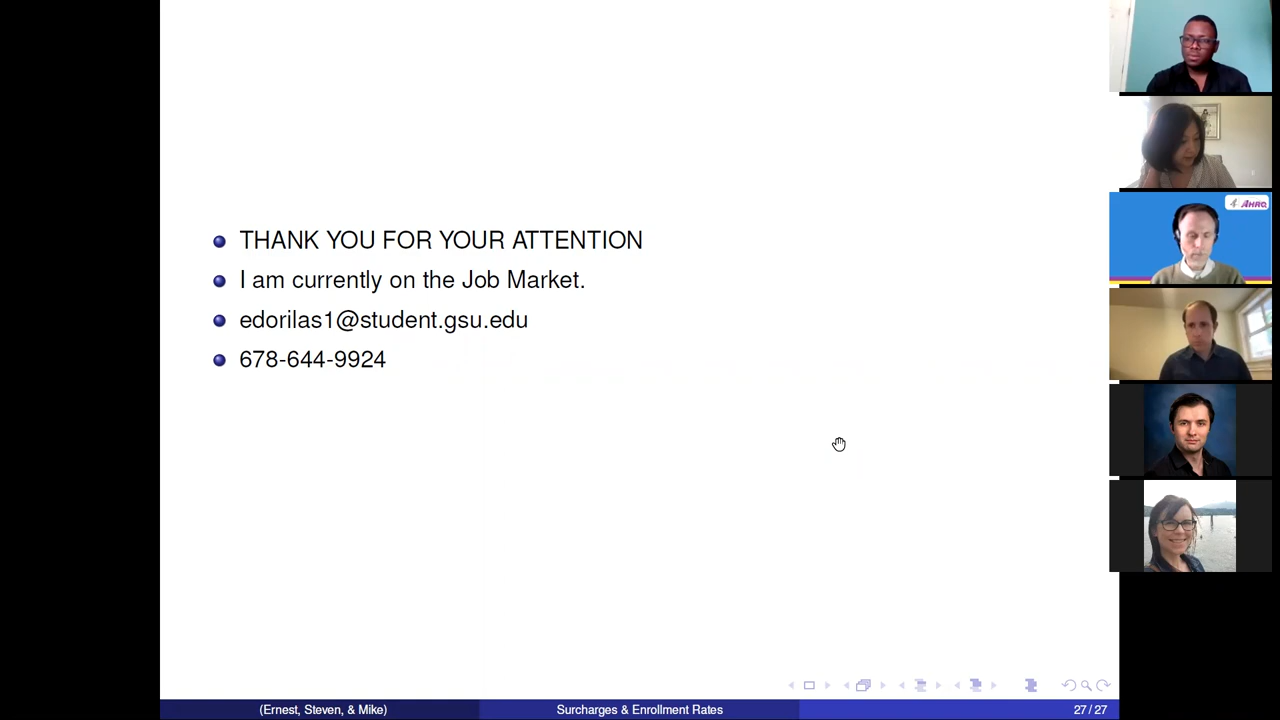 THANK YOU FOR YOUR ATTENTION
I am currently on the Job Market.
edorilas1@student.gsu.edu
678-644-9924
(Ernest, Steven, & Mike)
Surcharges & Enrollment Rates
27 / 27
AHRQ